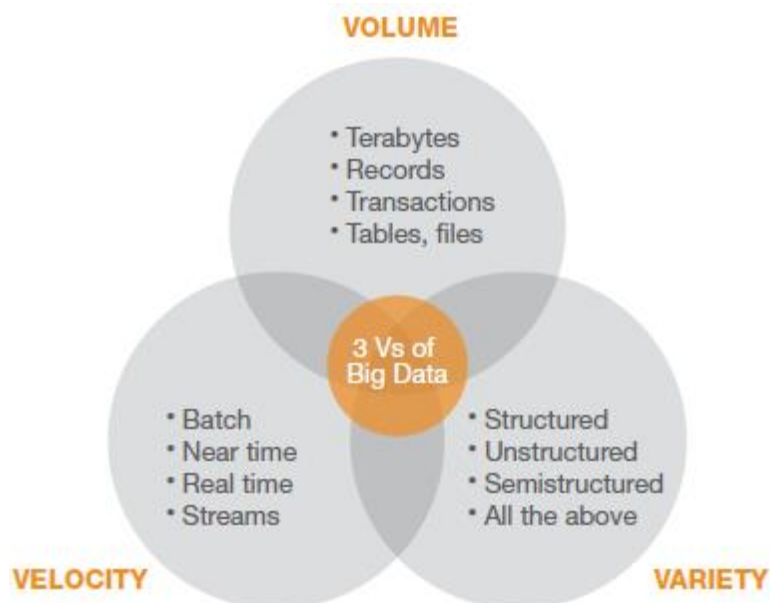 VOLUME
• Terabytes
• Records
• Transactions
• Tables, files
3 Vs of
Big Data
• Batch
• Near time
• Real time
• Streams
• Structured
• Unstructured
• Semistructured
• All the above
VELOCITY
VARIETY